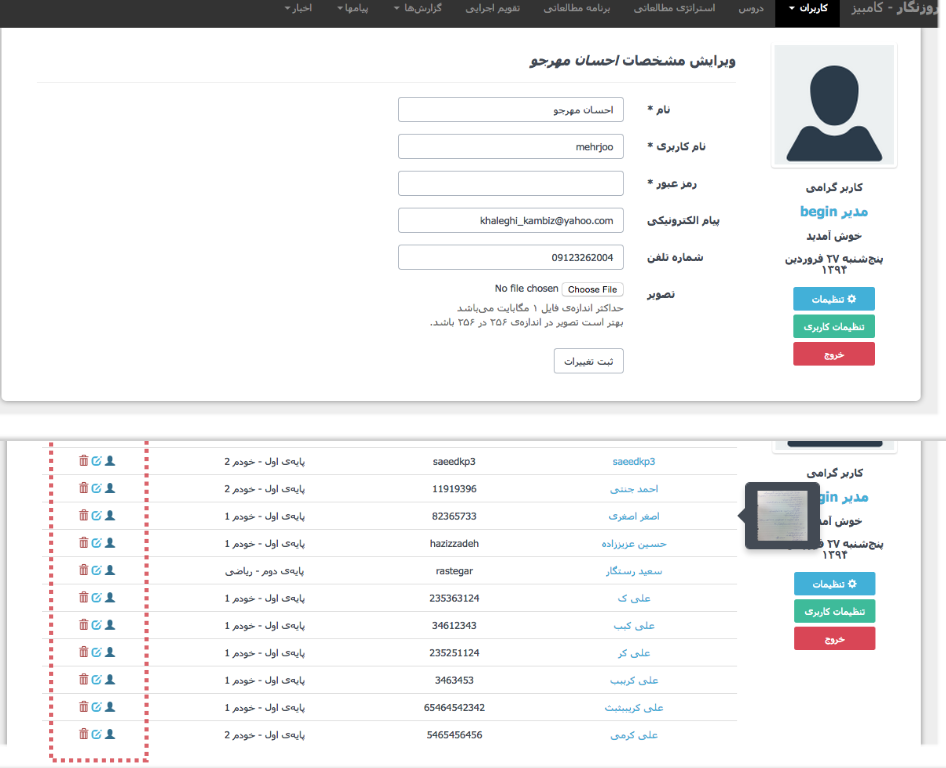 روزنگار - کامبیز
کاربران
دروس
استراتژی مطالعاتی
برنامه مطالعاتی
تقویم اجرایی
گزارش‌ها
پیامها
اخبار
ویرایش مشخصات احسان مهرجو
نام *
احسان مهرجو
نام کاربری *
mehrjoo
رمز عبور *
پیام الکترونیکی
khaleghi_kambiz@yahoo.com
شماره تلفن
09123262004
تصویر
Choose File No file chosen
حداکثر اندازه‌ی فایل ۱ مگابایت می‌باشد
بهتر است تصویر در اندازه‌ی ۲۵۶ در ۲۵۶ باشد.
ثبت تغییرات
کاربر گرامی
مدیر begin
خوش آمدید
پنج‌شنبه ۲۷ فروردین
۱۳۹۴
تنظیمات
تنظیمات کاربری
خروج
saeedkp3 saeedkp3 پایه‌ی اول - خودم 2
احمد جنتی 11919396 پایه‌ی اول - خودم 2
اصغر اصغری 82365733 پایه‌ی اول - خودم 1
حسین عزیززاده hazizzadeh پایه‌ی اول - خودم 1
سعید رستگار rastegar پایه‌ی دوم - ریاضی
علی ک 235363124 پایه‌ی اول - خودم 1
علی کیب 34612343 پایه‌ی اول - خودم 1
علی کر 235251124 پایه‌ی اول - خودم 1
علی کریبب 3463453 پایه‌ی اول - خودم 1
65464542342 پایه‌ی اول - خودم 1
علی کرمی 5465456456 پایه‌ی اول - خودم 2
کاربر گرامی
مدیر gin
خوش آمد
پنج‌شنبه ۲۷
۱۳۹۴
تنظیمات
تنظیمات کاربری
خروج